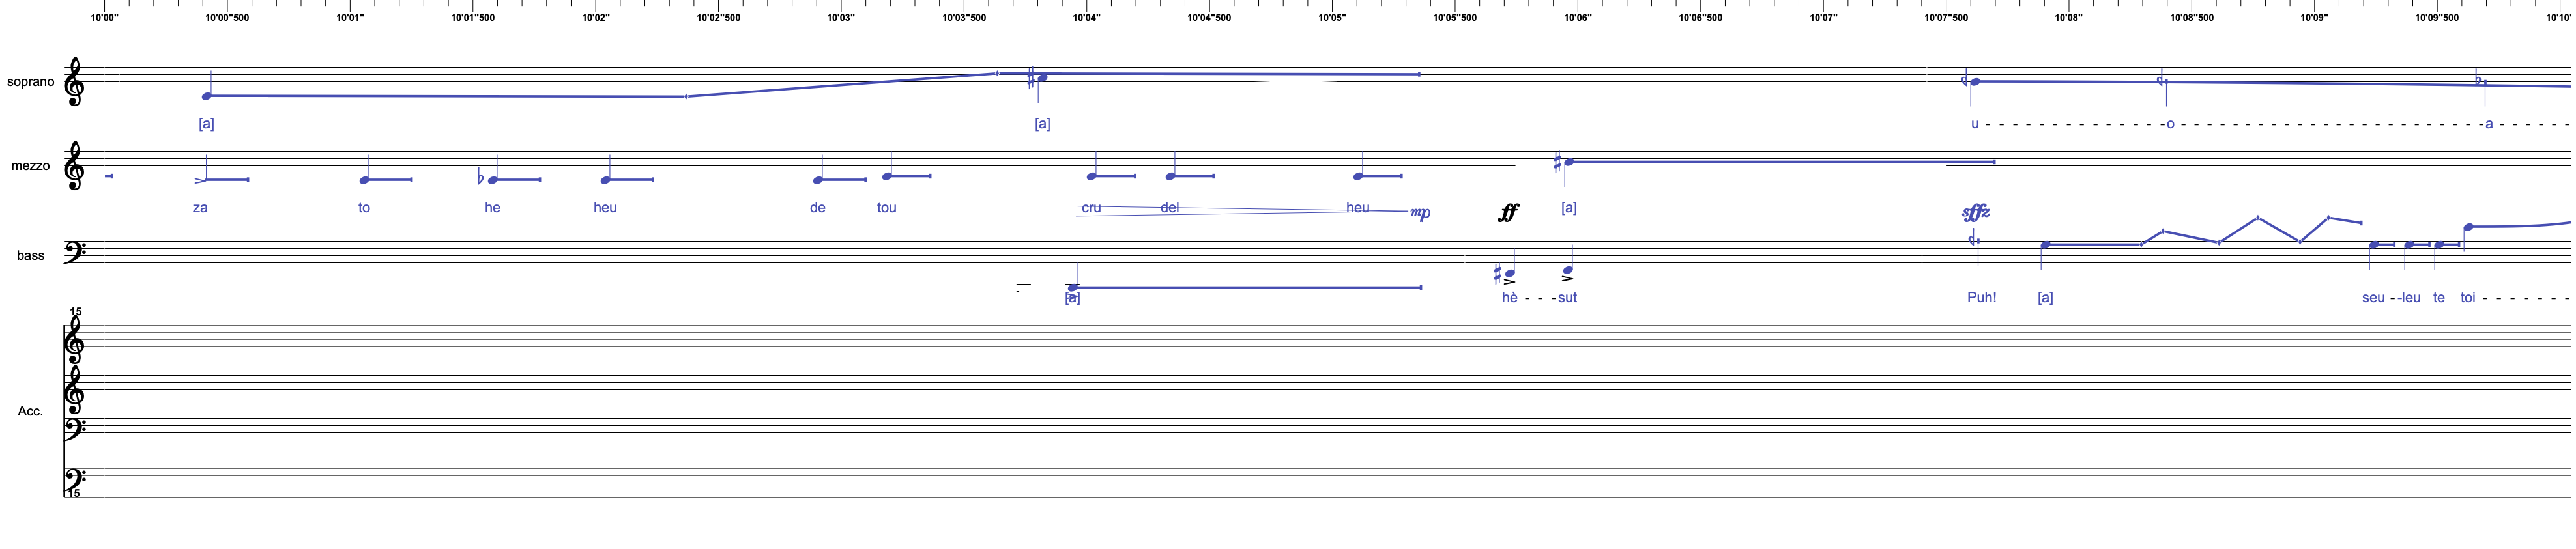 10'00" 10'00"500 10'01" 10'01"500 10'02" 10'02"500 10'03" 10'03"500 10'04" 10'04"500 10'05" 10'05"500 10'06" 10'06"500 10'07" 10'07"500 10'08" 10'08"500 10'09" 10'09"500 10'10'
soprano
[a] [a] u - - - o - - - a - - -
mezzo
za to he heu de tou cru del heu [a]
mp ff sffz
bass
[a] hè - - - sut Puh! [a] seu - -leu te toi - - - - - -
15
Acc.
15